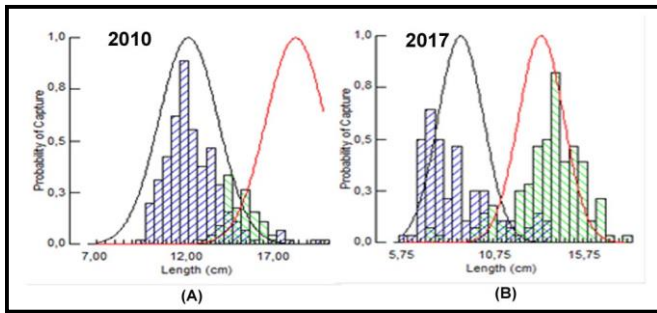 2010
Probability of Capture
1,0
0,8
0,5
0,3
0,0
7,00 12,00 17,00
Length (cm)
(A)
2017
Probability of Capture
1,0
0,8
0,5
0,3
0,0
5,75 10,75 15,75
Length (cm)
(B)